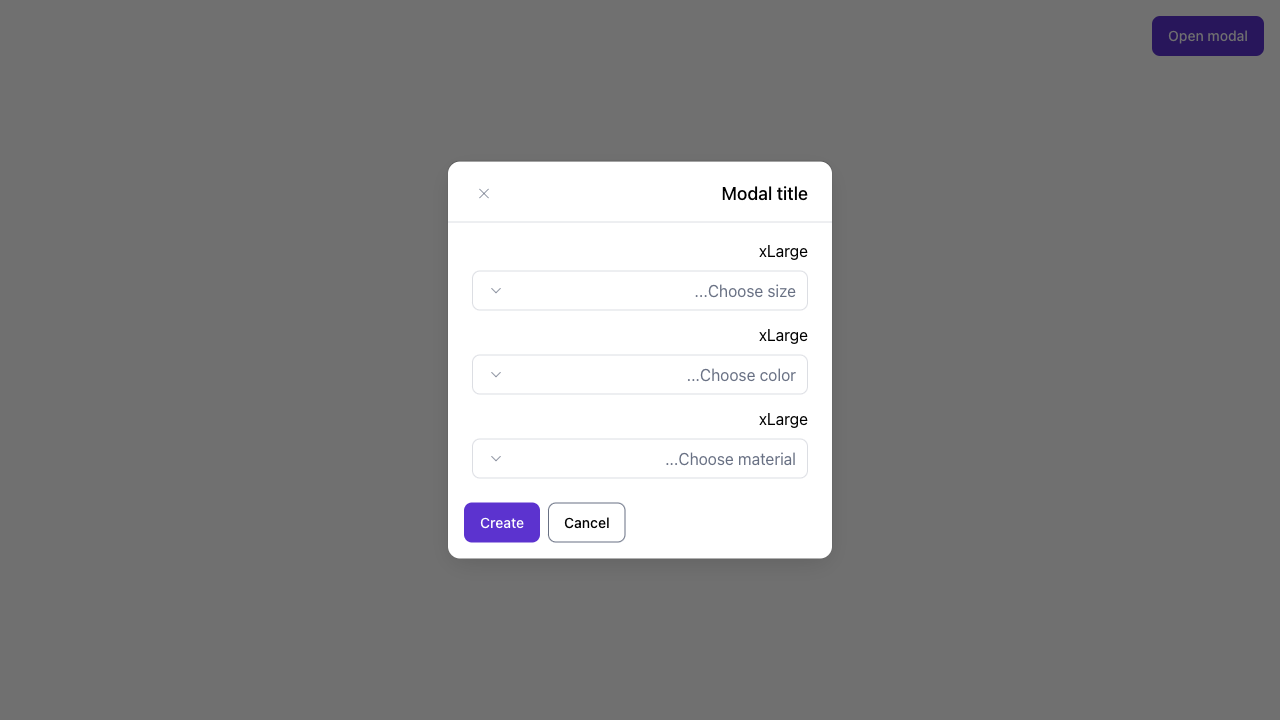 Open modal
Modal title
xLarge
...Choose size
xLarge
...Choose color
xLarge
...Choose material
Create
Cancel